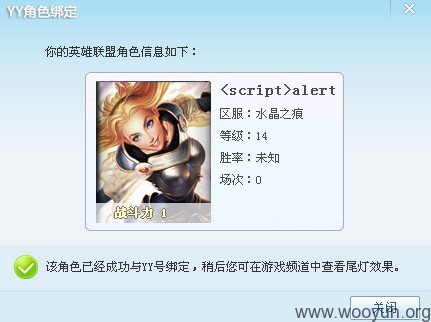 YY角色绑定
你的英雄联盟角色信息如下：
<script>alert
区服：水晶之痕
等级：14
胜率：未知
场次：0
战斗力 1
该角色已经成功与YY号绑定，稍后您可在游戏频道中查看尾灯效果。
关闭
www.wooyun.org